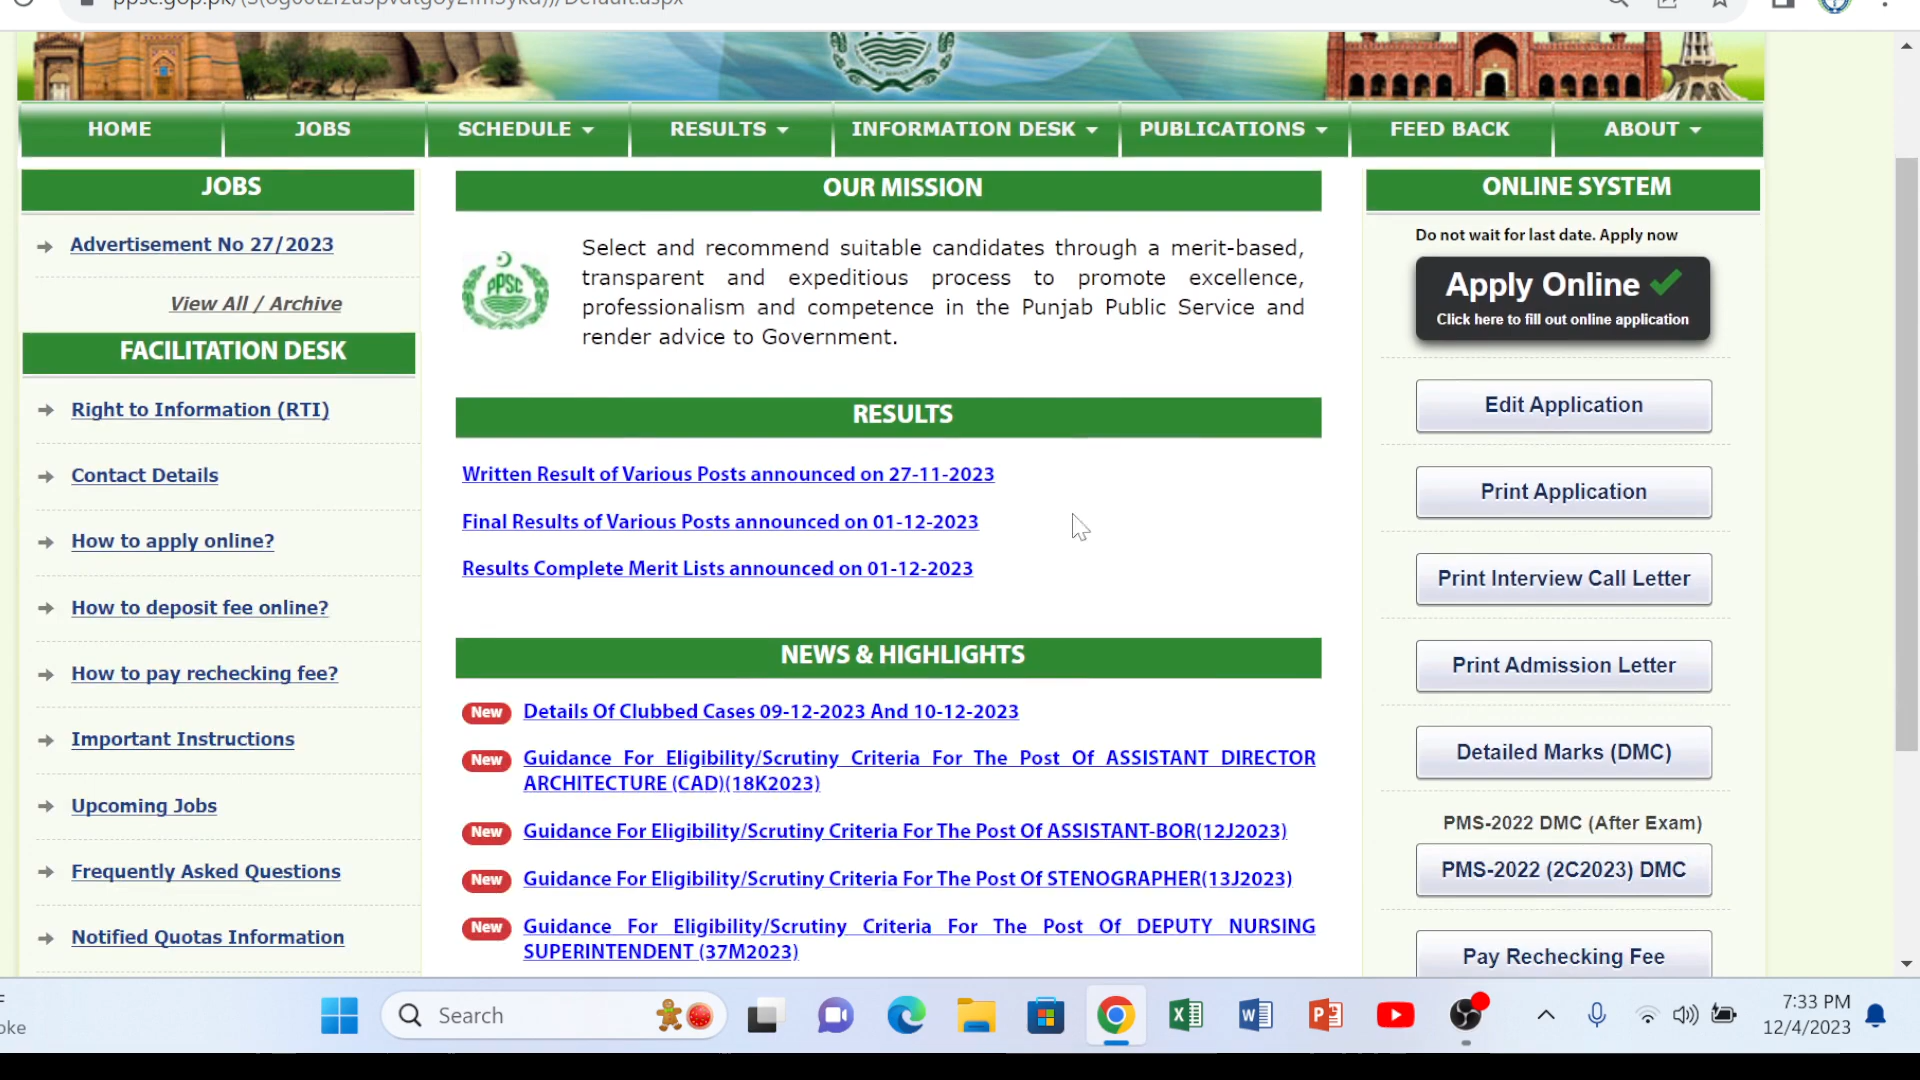 HOME
JOBS
SCHEDULE
RESULTS
INFORMATION DESK
PUBLICATIONS
FEED BACK
ABOUT
JOBS
Advertisement No 27/2023
View All / Archive
FACILITATION DESK
Right to Information (RTI)
Contact Details
How to apply online?
How to deposit fee online?
How to pay rechecking fee?
Important Instructions
Upcoming Jobs
Frequently Asked Questions
Notified Quotas Information
OUR MISSION
PPSC
Select and recommend suitable candidates through a merit-based,
transparent and expeditious process to promote excellence,
professionalism and competence in the Punjab Public Service and
render advice to Government.
RESULTS
Written Result of Various Posts announced on 27-11-2023
Final Results of Various Posts announced on 01-12-2023
Results Complete Merit Lists announced on 01-12-2023
NEWS & HIGHLIGHTS
New Details Of Clubbed Cases 09-12-2023 And 10-12-2023
New Guidance For Eligibility/Scrutiny Criteria For The Post Of ASSISTANT DIRECTOR
ARCHITECTURE (CAD)(18K2023)
New Guidance For Eligibility/Scrutiny Criteria For The Post Of ASSISTANT-BOR(12J2023)
New Guidance For Eligibility/Scrutiny Criteria For The Post Of STENOGRAPHER(13J2023)
New Guidance For Eligibility/Scrutiny Criteria For The Post Of DEPUTY NURSING
SUPERINTENDENT (37M2023)
ONLINE SYSTEM
Do not wait for last date. Apply now
Apply Online
Click here to fill out online application
Edit Application
Print Application
Print Interview Call Letter
Print Admission Letter
Detailed Marks (DMC)
PMS-2022 DMC (After Exam)
PMS-2022 (2C2023) DMC
Pay Rechecking Fee
Search
7:33 PM
12/4/2023